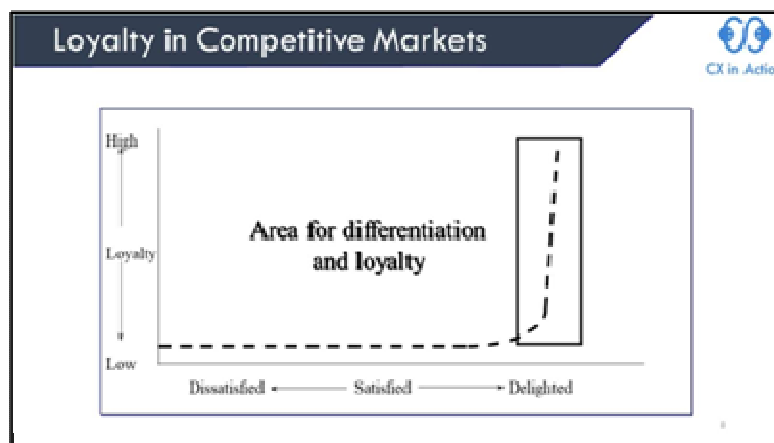 Loyalty in Competitive Markets
CX in .Actio
High
Area for differentiation
and loyalty
Loyalty
Low
Dissatisfied
Satisfied
Delighted